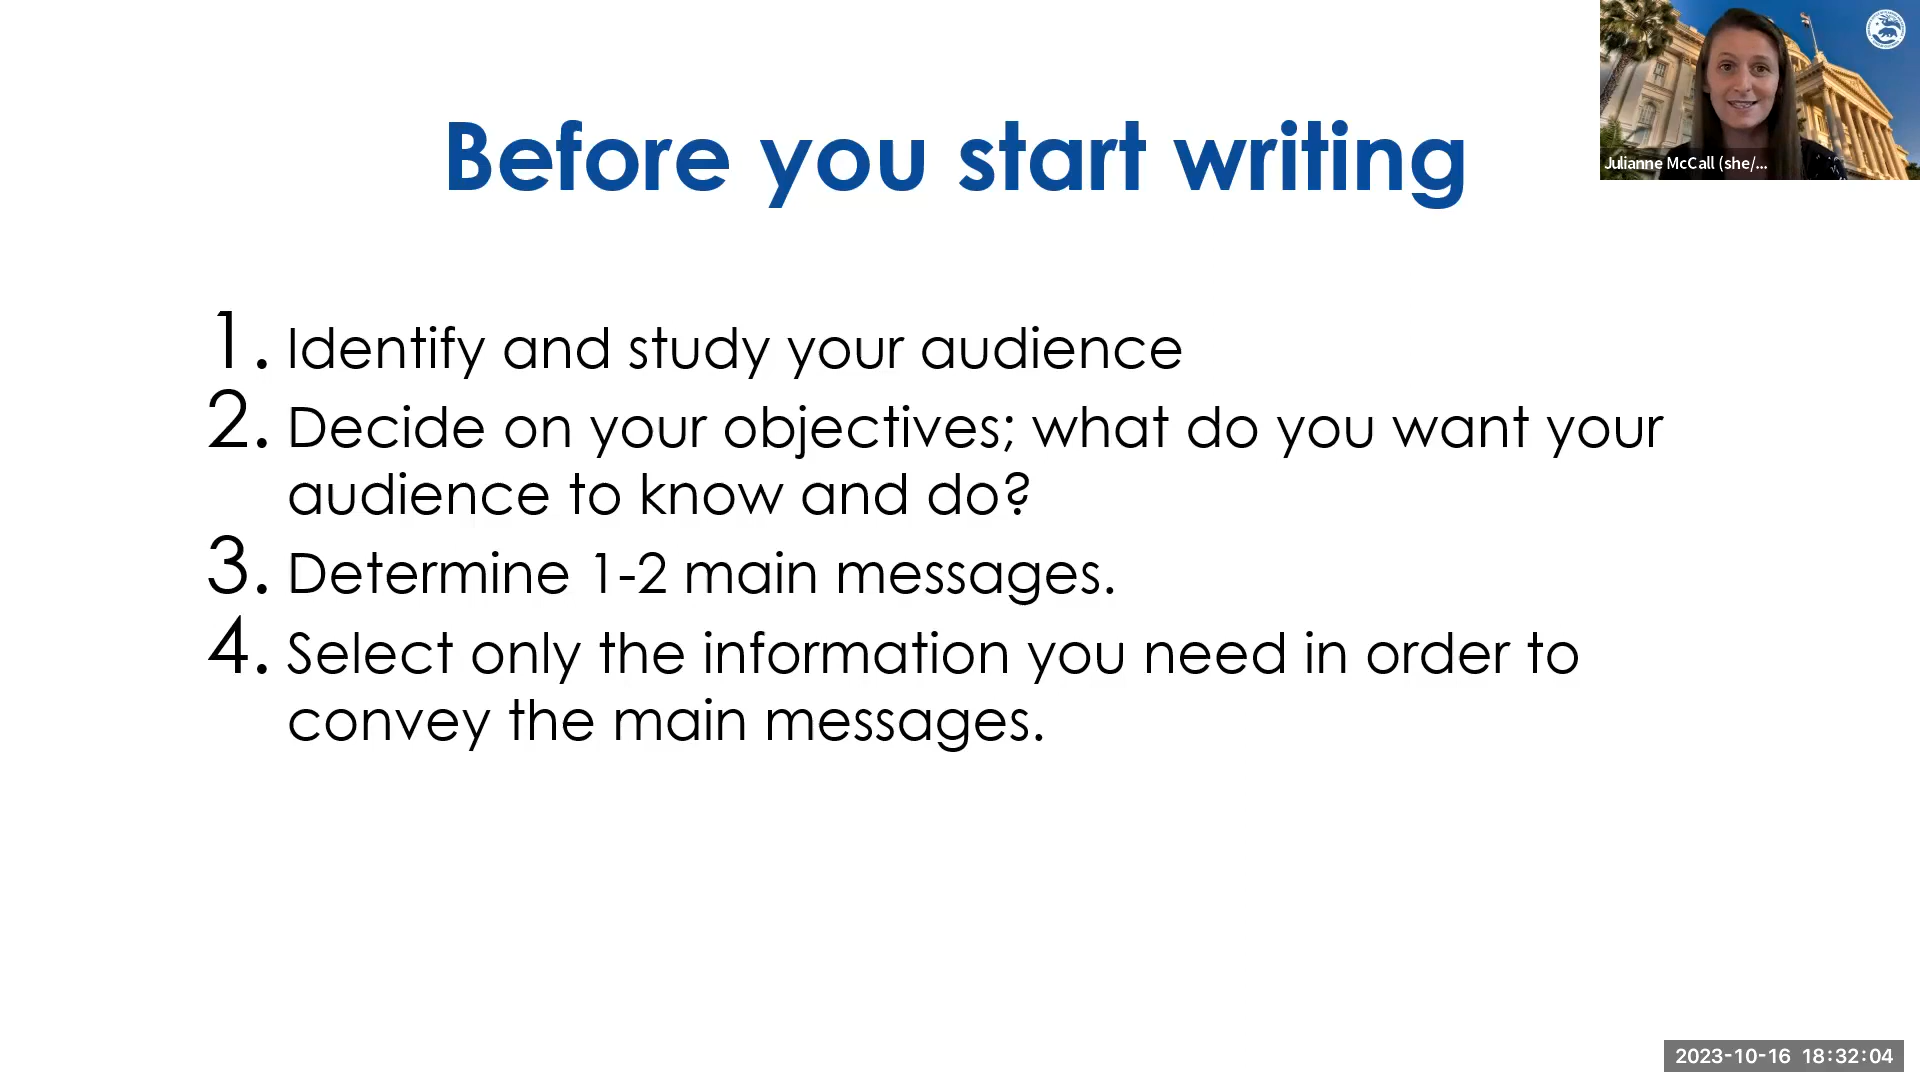 Before you start writing
Julianne McCall (she/...
1. Identify and study your audience
2. Decide on your objectives; what do you want your
audience to know and do?
3. Determine 1-2 main messages.
4. Select only the information you need in order to
convey the main messages.
2023-10-16 18:32:04